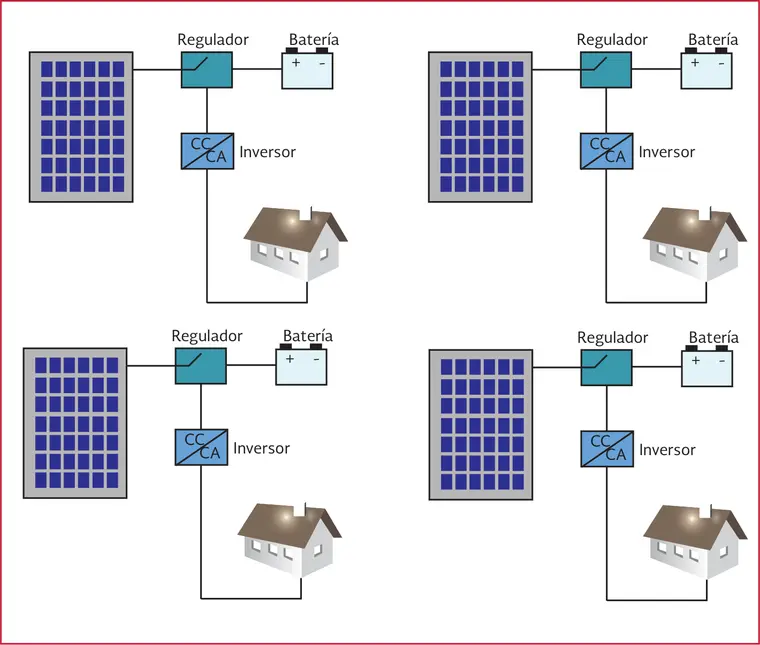 Regulador Batería
+ -
CC
CA
Inversor
Regulador Batería
+ -
CC
CA
Inversor
Regulador Batería
+ -
CC
CA
Inversor
Regulador Batería
+ -
CC
CA
Inversor